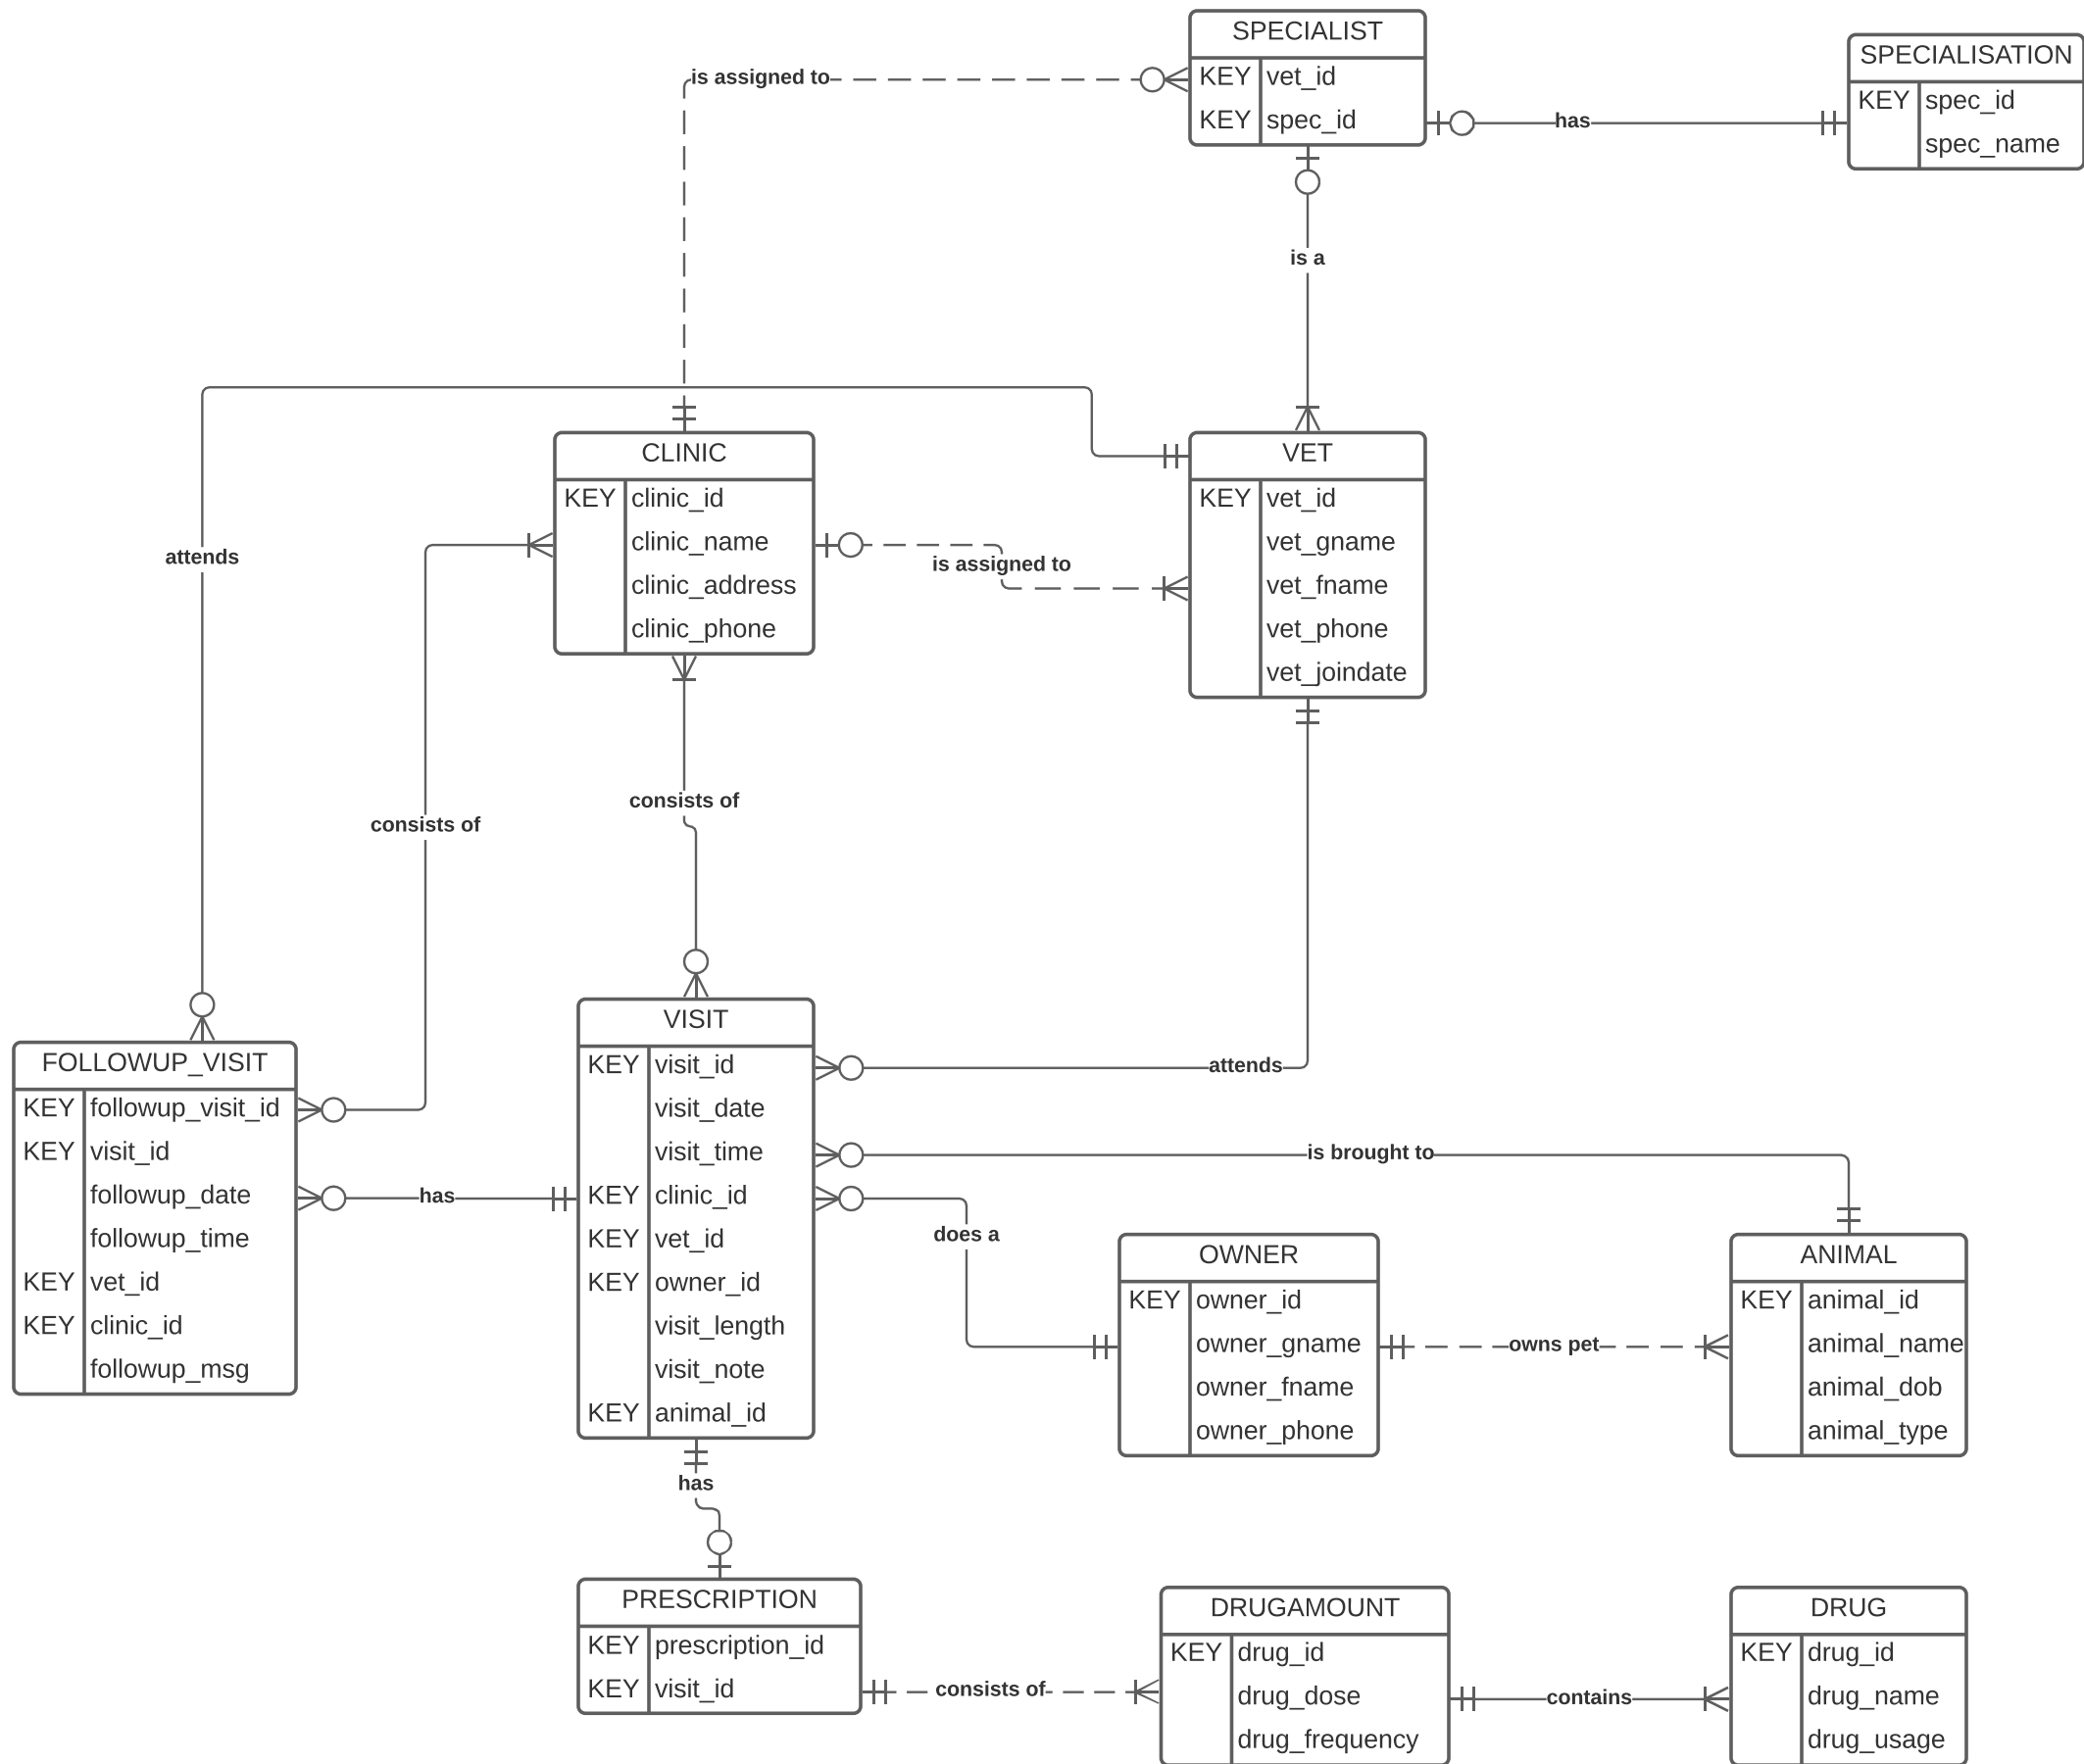 SPECIALIST
KEY vet_id
KEY spec_id
SPECIALISATION
KEY spec_id
spec_name
is assigned to
has
is a
CLINIC
KEY clinic_id
clinic_name
clinic_address
clinic_phone
VET
KEY vet_id
vet_gname
vet_fname
vet_phone
vet_joindate
is assigned to
attends
consists of
consists of
FOLLOWUP_VISIT
KEY followup_visit_id
KEY visit_id
followup_date
followup_time
KEY vet_id
KEY clinic_id
followup_msg
has
VISIT
KEY visit_id
visit_date
visit_time
KEY clinic_id
KEY vet_id
KEY owner_id
visit_length
visit_note
KEY animal_id
attends
is brought to
does a
OWNER
KEY owner_id
owner_gname
owner_fname
owner_phone
owns pet
ANIMAL
KEY animal_id
animal_name
animal_dob
animal_type
has
PRESCRIPTION
KEY prescription_id
KEY visit_id
consists of
DRUGAMOUNT
KEY drug_id
drug_dose
drug_frequency
contains
DRUG
KEY drug_id
drug_name
drug_usage